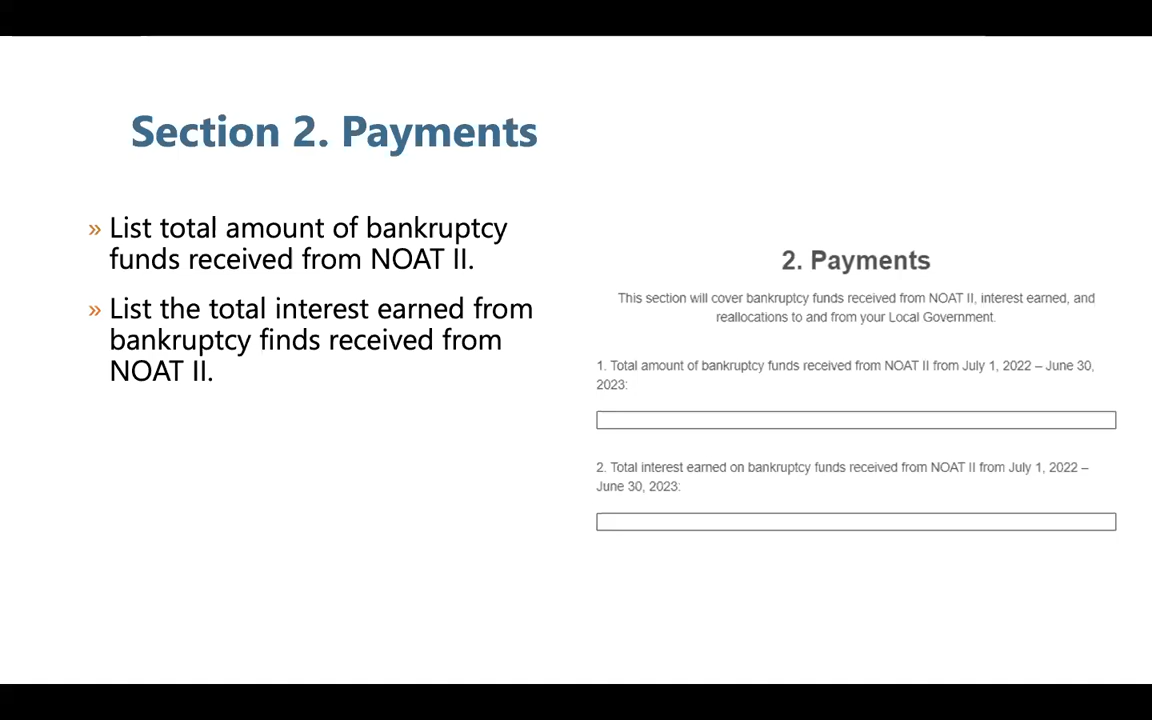 Section 2. Payments
» List total amount of bankruptcy
funds received from NOAT II.
» List the total interest earned from
bankruptcy finds received from
NOAT II.
2. Payments
This section will cover bankruptcy funds received from NOAT II, interest earned, and
reallocations to and from your Local Government.
1. Total amount of bankruptcy funds received from NOAT II from July 1, 2022 – June 30,
2023:
2. Total interest earned on bankruptcy funds received from NOAT II from July 1, 2022 –
June 30, 2023: